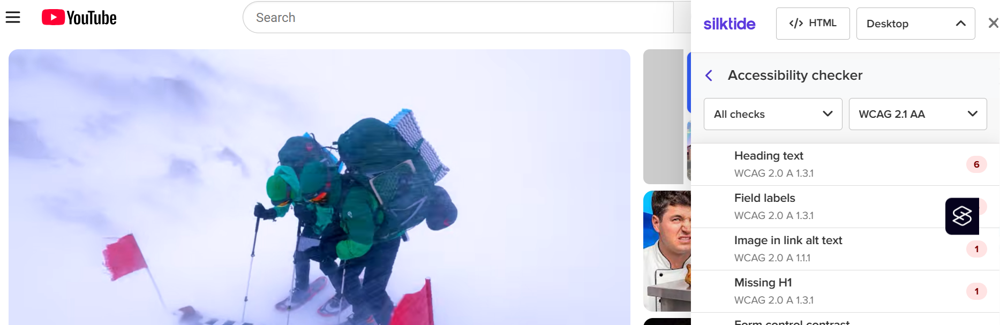 YouTube
Search
silktide
</> HTML
Desktop
Accessibility checker
All checks
WCAG 2.1 AA
Heading text
WCAG 2.0 A 1.3.1
6
Field labels
WCAG 2.0 A 1.3.1
Image in link alt text
WCAG 2.0 A 1.1.1
1
Missing H1
WCAG 2.0 A 1.3.1
1
Form control contrast